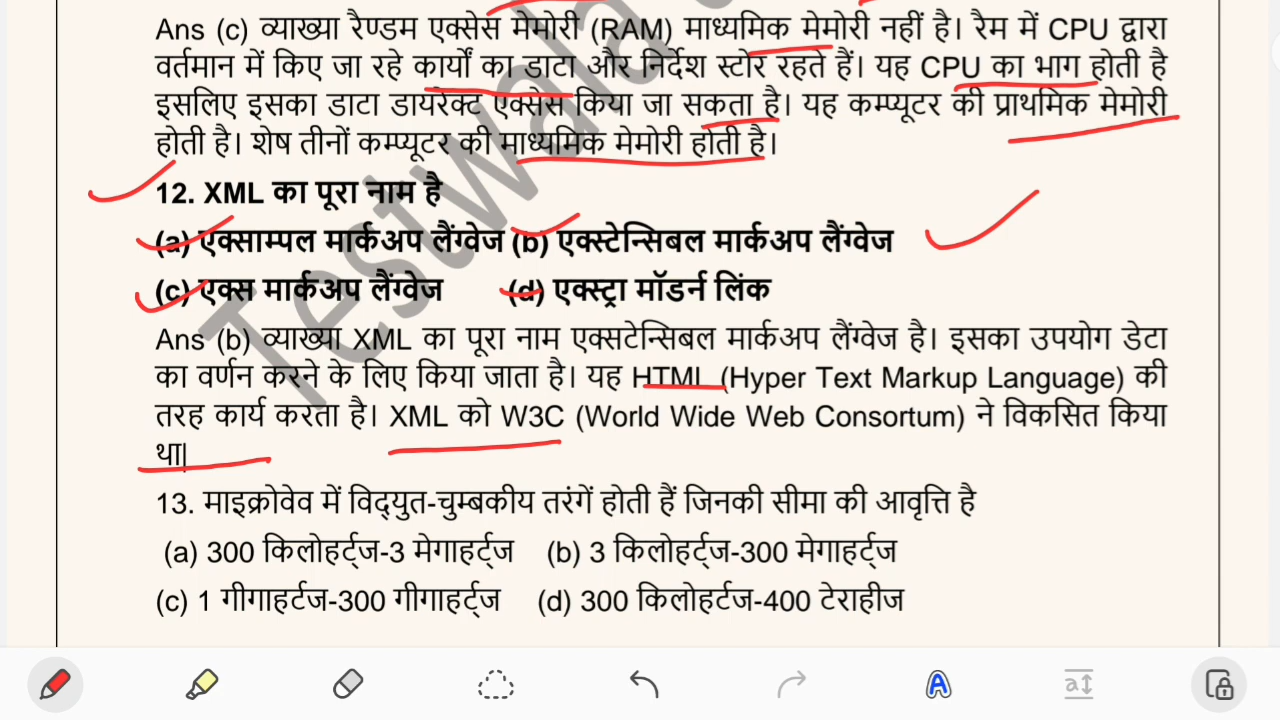 Ans (c) व्याख्या रैण्डम एक्सेस मेमोरी (RAM) माध्यमिक मेमोरी नहीं है। रैम में CPU द्वारा
वर्तमान में किए जा रहे कार्यों का डाटा और निर्देश स्टोर रहते हैं। यह CPU का भाग होती है
इसलिए इसका डाटा डायरेक्ट एक्सेस किया जा सकता है। यह कम्प्यूटर की प्राथमिक मेमोरी
होती है। शेष तीनों कम्प्यूटर की माध्यमिक मेमोरी होती है।
12. XML का पूरा नाम है
(a) एक्साम्पल मार्कअप लैंग्वेज (b) एक्स्टेन्सिबल मार्कअप लैंग्वेज
(c) एक्स मार्कअप लैंग्वेज (d) एक्स्ट्रा मॉडर्न लिंक
Ans (b) व्याख्या XML का पूरा नाम एक्सटेन्सिबल मार्कअप लैंग्वेज है। इसका उपयोग डेटा
का वर्णन करने के लिए किया जाता है। यह HTML (Hyper Text Markup Language) की
तरह कार्य करता है। XML को W3C (World Wide Web Consortum) ने विकसित किया
था|
13. माइक्रोवेव में विद्युत-चुम्बकीय तरंगें होती हैं जिनकी सीमा की आवृत्ति है
(a) 300 किलोहर्ट्ज-3 मेगाहर्ट्ज (b) 3 किलोहर्ट्ज-300 मेगाहर्ट्ज
(c) 1 गीगाहर्टज-300 गीगाहर्ट्ज (d) 300 किलोहर्टज-400 टेराहीज
Testwala